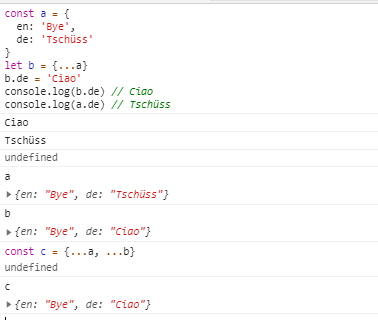 const a = {
  en: 'Bye',
  de: 'Tschüss'
}
let b = {...a}
b.de = 'Ciao'
console.log(b.de) // Ciao
console.log(a.de) // Tschüss
Ciao
Tschüss
undefined
a
▸{en: "Bye", de: "Tschüss"}
b
▸{en: "Bye", de: "Ciao"}
const c = {...a, ...b}
undefined
c
▸{en: "Bye", de: "Ciao"}